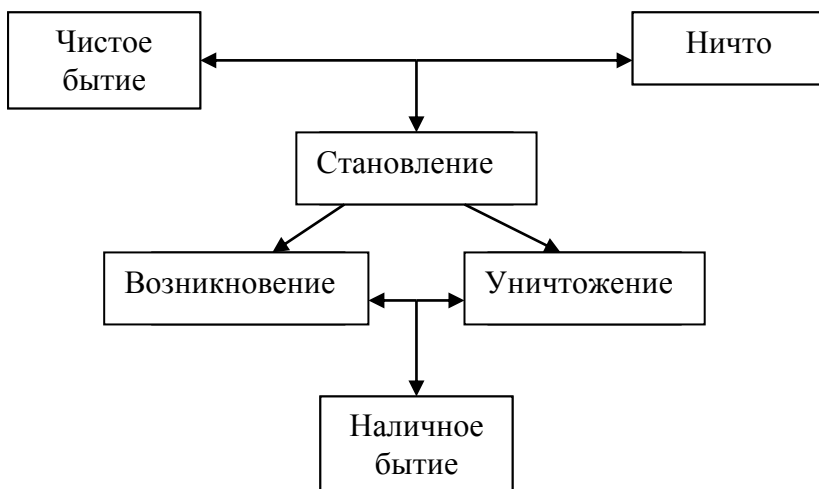 Чистое
бытие
Ничто
Становление
Возникновение
Уничтожение
Наличное
бытие